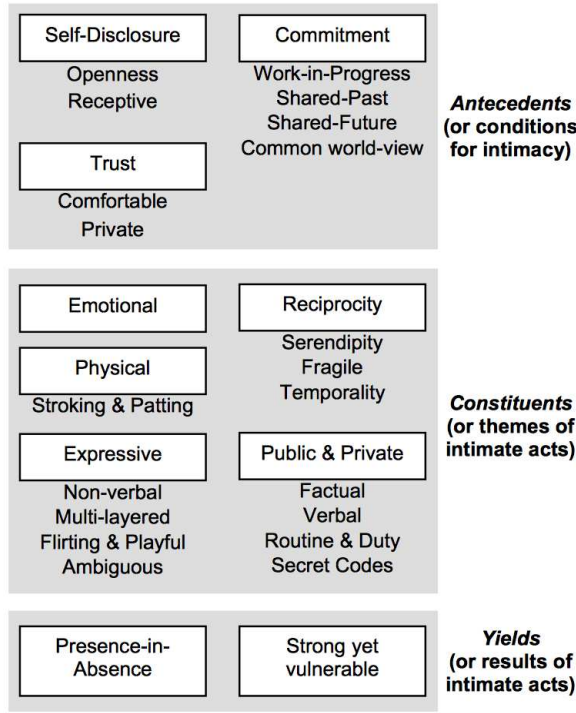 Self-Disclosure
Openness
Receptive
Trust
Comfortable
Private
Commitment
Work-in-Progress
Shared-Past
Shared-Future
Common world-view
Antecedents
(or conditions
for intimacy)
Emotional
Physical
Stroking & Patting
Expressive
Non-verbal
Multi-layered
Flirting & Playful
Ambiguous
Reciprocity
Serendipity
Fragile
Temporality
Public & Private
Factual
Verbal
Routine & Duty
Secret Codes
Constituents
(or themes of
intimate acts)
Presence-in-
Absence
Strong yet
vulnerable
Yields
(or results of
intimate acts)